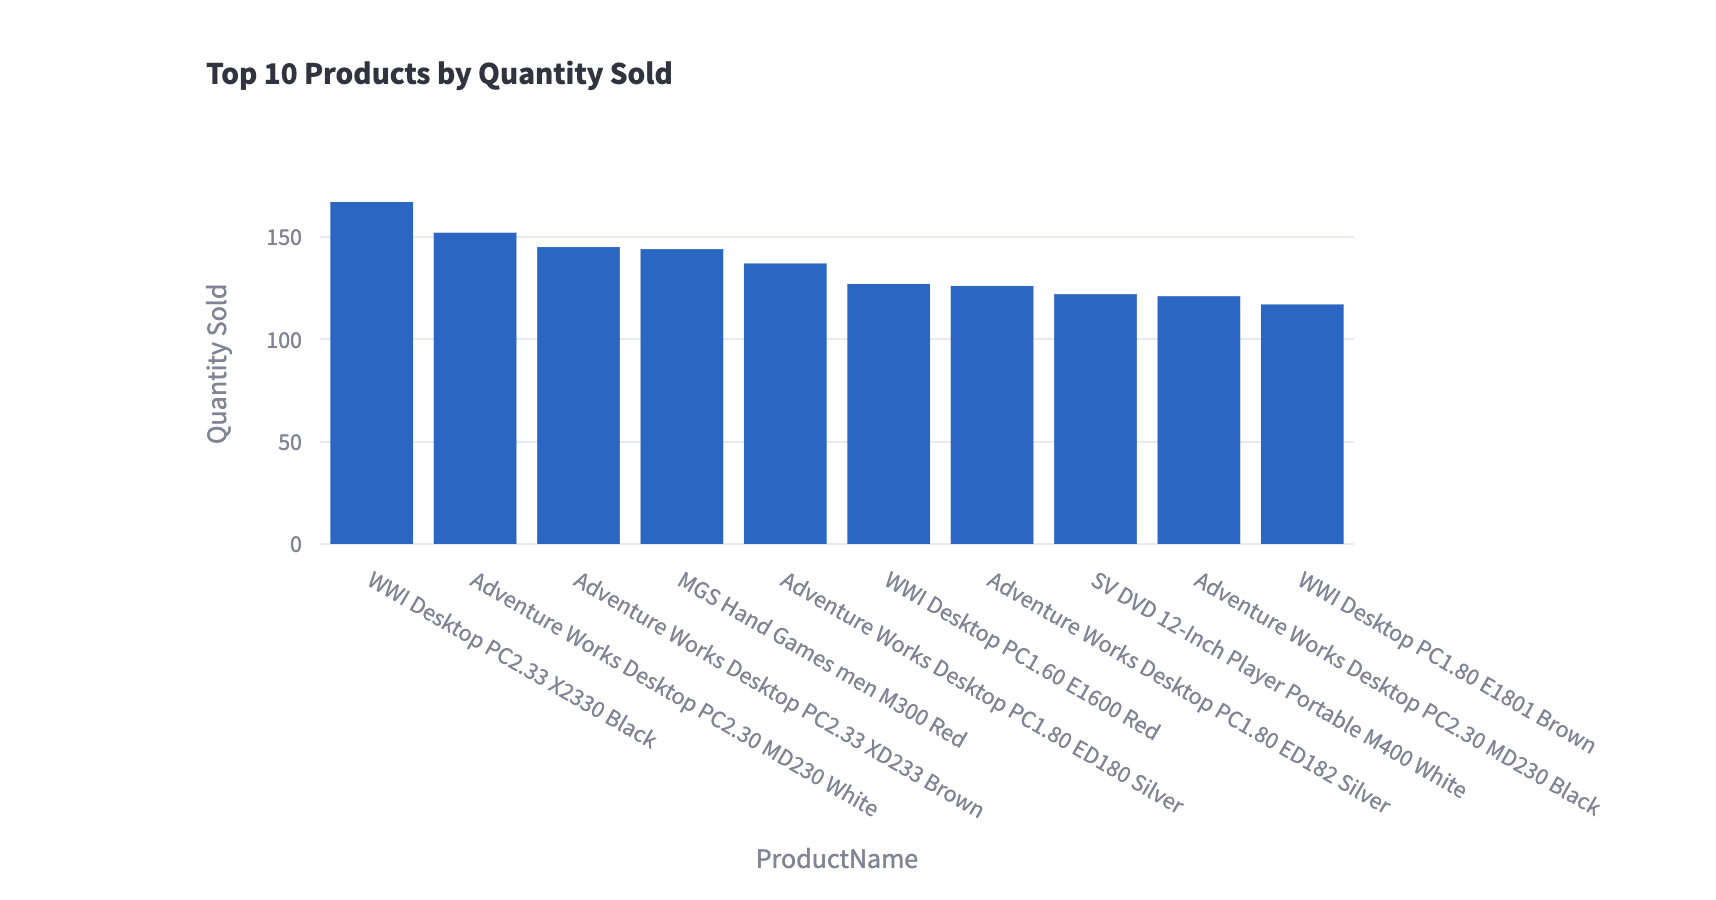 Top 10 Products by Quantity Sold
Quantity Sold
150
100
50
0
WWI Desktop PC2.33 X2330 Black
Adventure Works Desktop PC2.30 MD230 White
Adventure Works Desktop PC2.33 XD233 Brown
MGS Hand Games men M300 Red
Adventure Works Desktop PC1.80 ED180 Silver
WWI Desktop PC1.60 E1600 Red
Adventure Works Desktop PC1.80 ED182 Silver
SV DVD 12-Inch Player Portable M400 White
Adventure Works Desktop PC2.30 MD230 Black
WWI Desktop PC1.80 E1801 Brown
ProductName